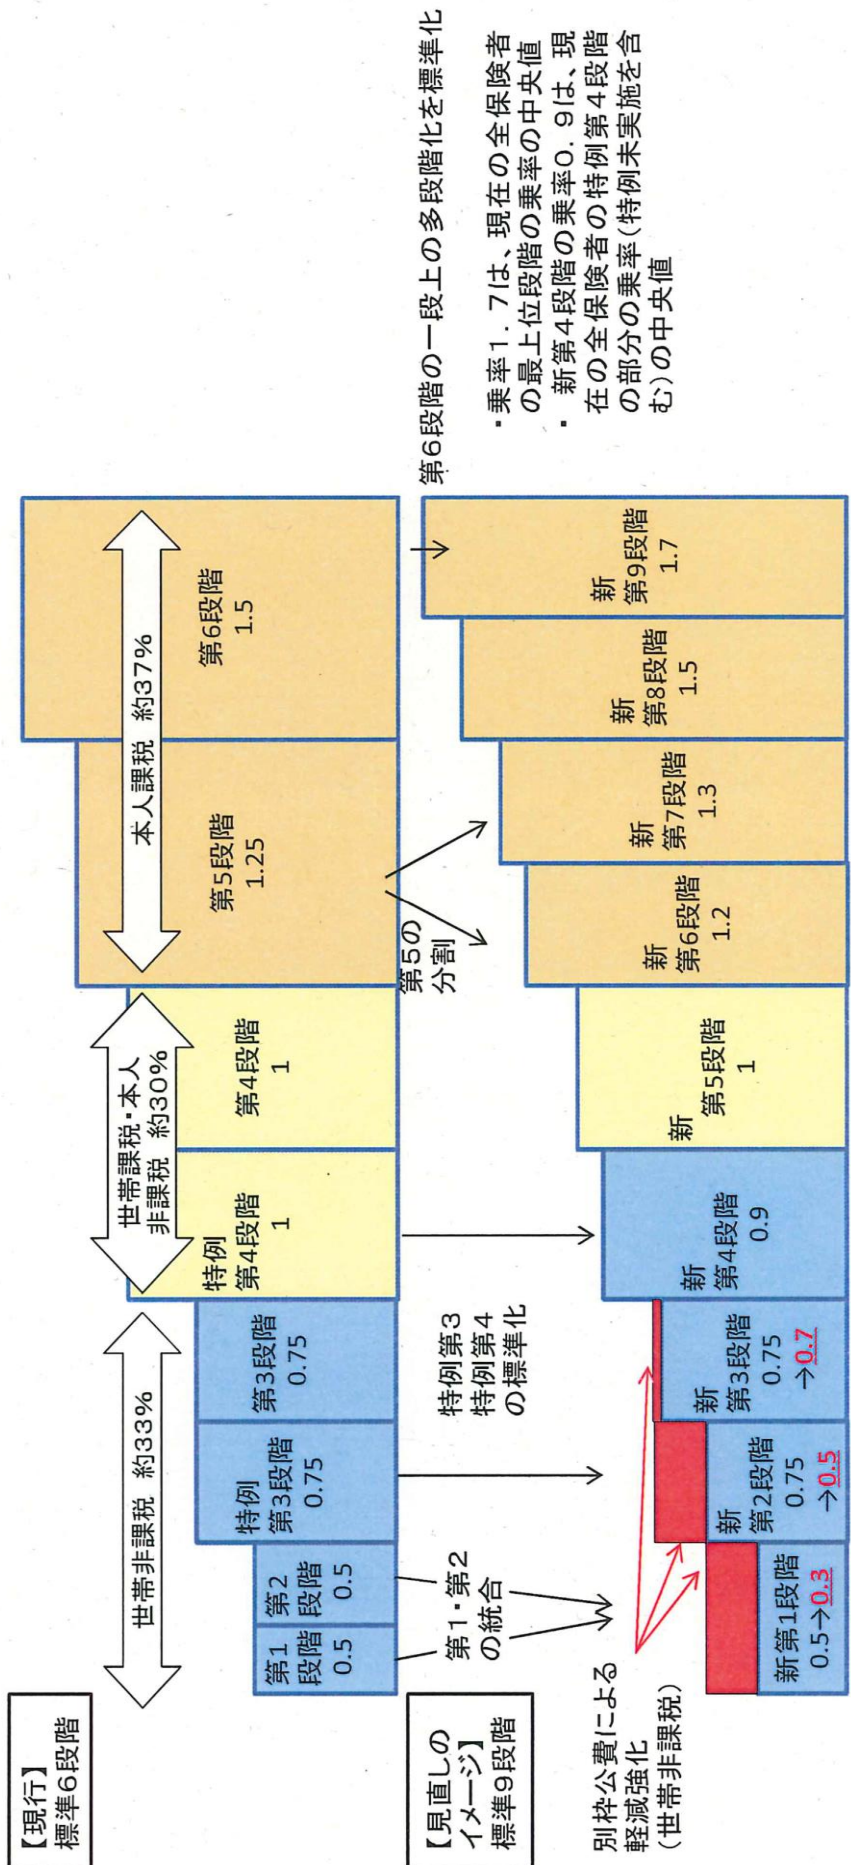 【現行】
標準6段階
世帯非課税 約33%
世帯課税・本人
非課税 約30%
本人課税 約37%
第1
段階
0.5
第2
段階
0.5
特例
第3段階
0.75
第3段階
0.75
特例
第4段階
1
第4段階
1
第5段階
1.25
第6段階
1.5
第1・第2
の統合
特例第3
特例第4
の標準化
第5の
分割
第6段階の一段上の多段階化を標準化
【見直しの
イメージ】
標準9段階
別枠公費による
軽減強化
(世帯非課税)
新第1段階
0.5→0.3
新
第2段階
0.75
→0.5
新
第3段階
0.75
→0.7
新
第4段階
0.9
新
第5段階
1
新
第6段階
1.2
新
第7段階
1.3
新
第8段階
1.5
新
第9段階
1.7
・乗率1.7は、現在の全保険者
の最上位段階の乗率の中央値
・ 新第4段階の乗率0.9は、現
在の全保険者の特例第4段階
の部分の乗率(特例未実施を含
む)の中央値